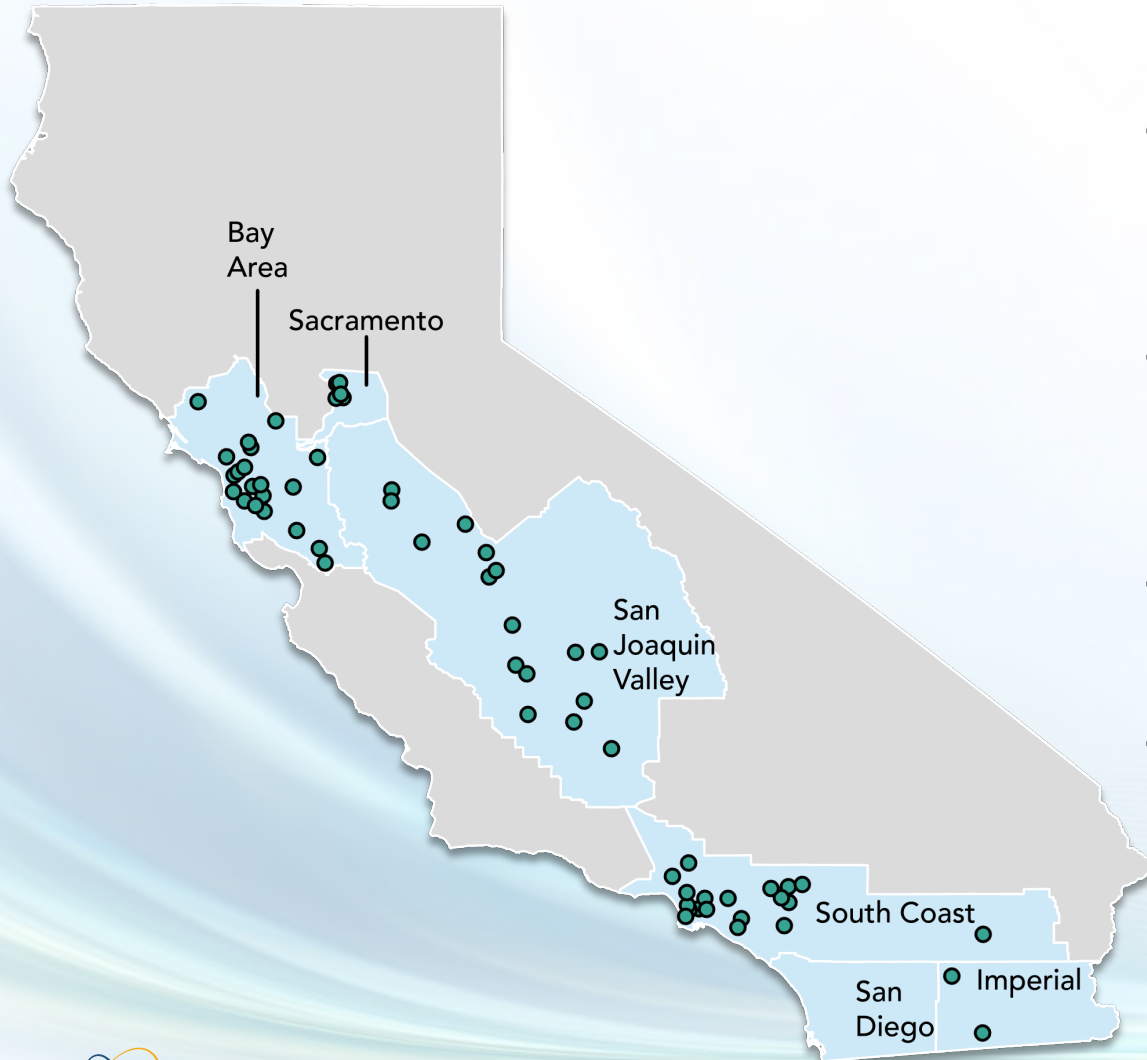 Bay
Area
Sacramento
San
Joaquin
Valley
South Coast
Imperial
San
Diego